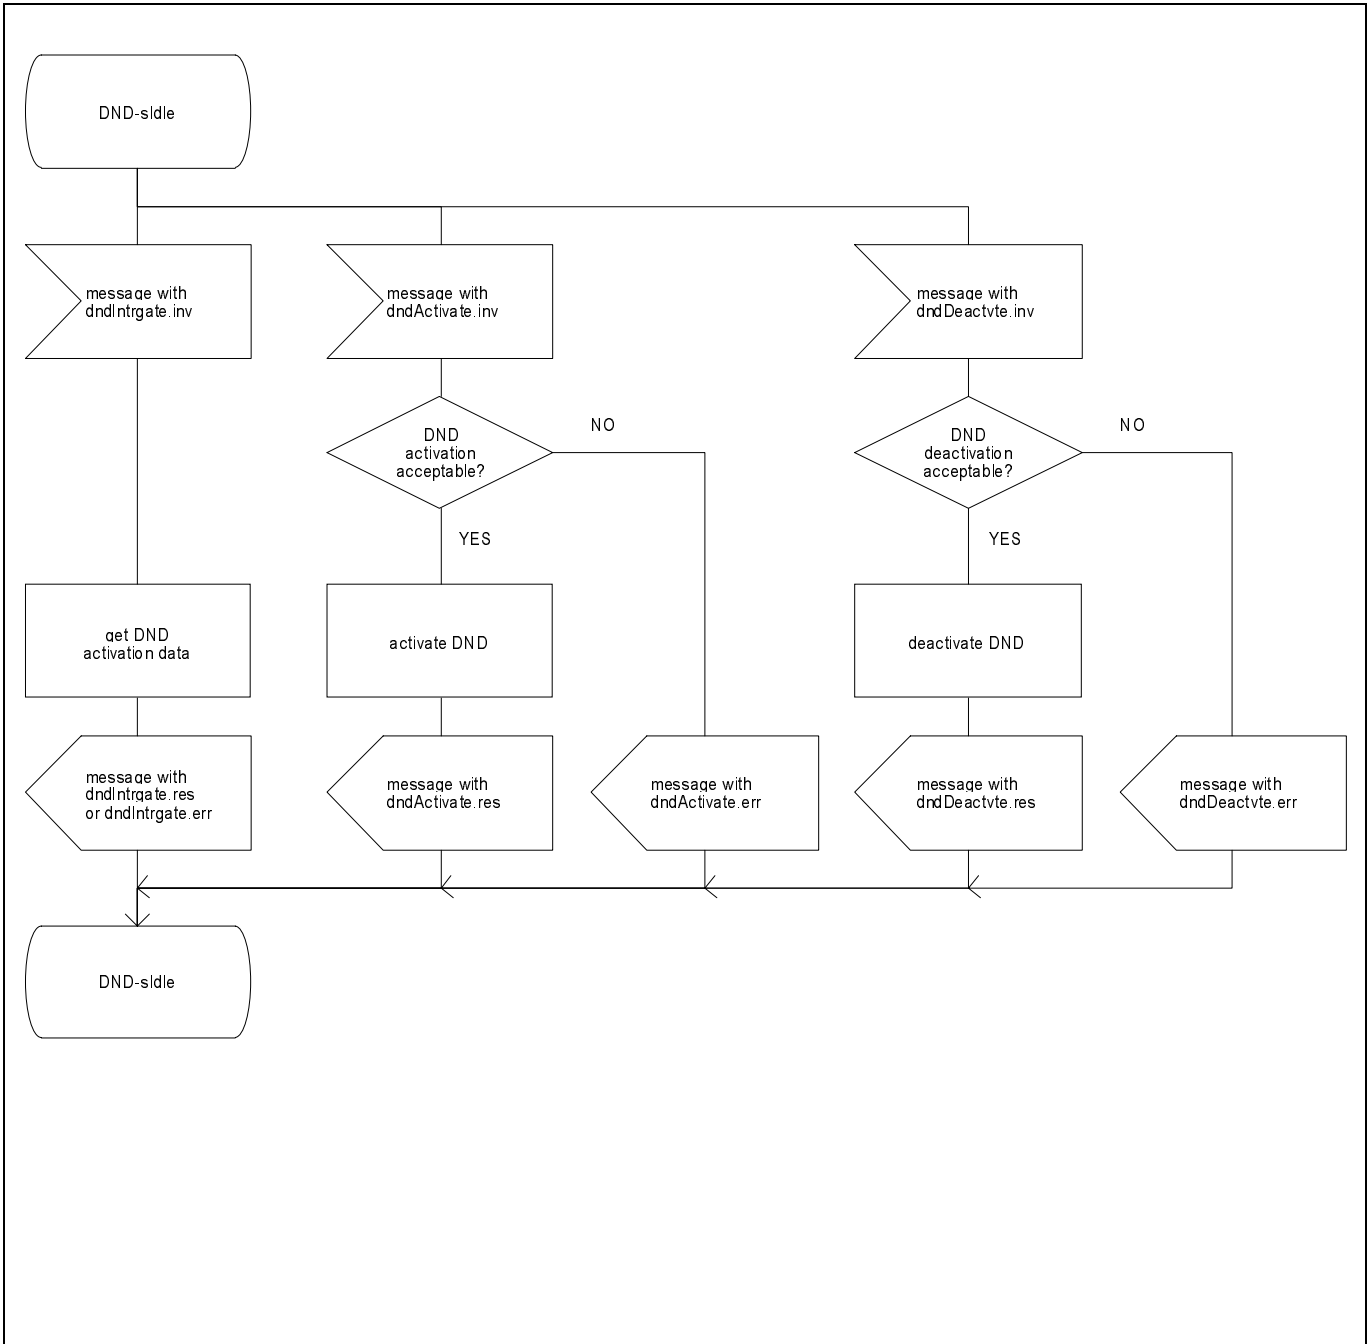 DND-sIdle
message with
dndIntrgate.inv
message with
dndActivate.inv
message with
dndDeactvte.inv
DND
activation
acceptable?
NO
DND
deactivation
acceptable?
NO
YES
YES
get DND
activation data
activate DND
deactivate DND
message with
dndIntrgate.res
or dndIntrgate.err
message with
dndActivate.res
message with
dndActivate.err
message with
dndDeactvte.res
message with
dndDeactvte.err
DND-sIdle